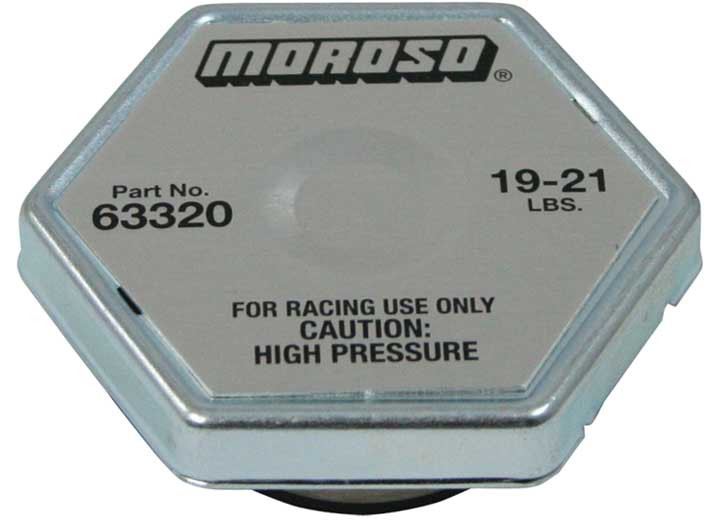 MOROSO®
Part No.
63320
19-21
LBS.
FOR RACING USE ONLY
CAUTION:
HIGH PRESSURE